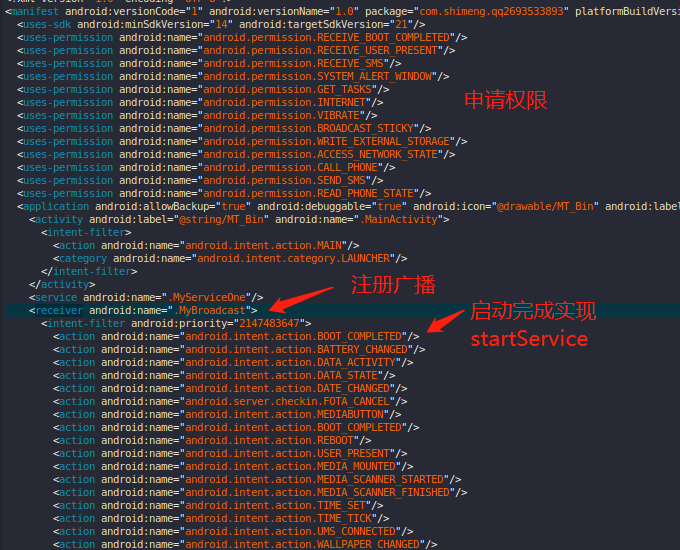 <manifest android:versionCode="1" android:versionName="1.0" package="com.shimeng.qq2693533893" platformBuildVersi
<uses-sdk android:minSdkVersion="14" android:targetSdkVersion="21"/>
<uses-permission android:name="android.permission.RECEIVE_BOOT_COMPLETED"/>
<uses-permission android:name="android.permission.RECEIVE_USER_PRESENT"/>
<uses-permission android:name="android.permission.RECEIVE_SMS"/>
<uses-permission android:name="android.permission.SYSTEM_ALERT_WINDOW"/>
<uses-permission android:name="android.permission.GET_TASKS"/>
<uses-permission android:name="android.permission.INTERNET"/>
申请权限
<uses-permission android:name="android.permission.VIBRATE"/>
<uses-permission android:name="android.permission.BROADCAST_STICKY"/>
<uses-permission android:name="android.permission.WRITE_EXTERNAL_STORAGE"/>
<uses-permission android:name="android.permission.ACCESS_NETWORK_STATE"/>
<uses-permission android:name="android.permission.CALL_PHONE"/>
<uses-permission android:name="android.permission.SEND_SMS"/>
<uses-permission android:name="android.permission.READ_PHONE_STATE"/>
<application android:allowBackup="true" android:debuggable="true" android:icon="@drawable/MT_Bin" android:label
<activity android:label="@string/MT_Bin" android:name=".MainActivity">
<intent-filter>
<action android:name="android.intent.action.MAIN"/>
<category android:name="android.intent.category.LAUNCHER"/>
</intent-filter>
</activity>
注册广播
<service android:name=".MyServiceOne"/>
<receiver android:name=".MyBroadcast">
启动完成实现
<intent-filter android:priority="2147483647">
<action android:name="android.intent.action.BOOT_COMPLETED"/>
startService
<action android:name="android.intent.action.BATTERY_CHANGED"/>
<action android:name="android.intent.action.DATA_ACTIVITY"/>
<action android:name="android.intent.action.DATA_STATE"/>
<action android:name="android.intent.action.DATE_CHANGED"/>
<action android:name="android.server.checkin.FOTA_CANCEL"/>
<action android:name="android.intent.action.MEDIABUTTON"/>
<action android:name="android.intent.action.BOOT_COMPLETED"/>
<action android:name="android.intent.action.REBOOT"/>
<action android:name="android.intent.action.USER_PRESENT"/>
<action android:name="android.intent.action.MEDIA_MOUNTED"/>
<action android:name="android.intent.action.MEDIA_SCANNER_STARTED"/>
<action android:name="android.intent.action.MEDIA_SCANNER_FINISHED"/>
<action android:name="android.intent.action.TIME_SET"/>
<action android:name="android.intent.action.TIME_TICK"/>
<action android:name="android.intent.action.UMS_CONNECTED"/>
<action android:name="android.intent.action.WALLPAPER_CHANGED"/>